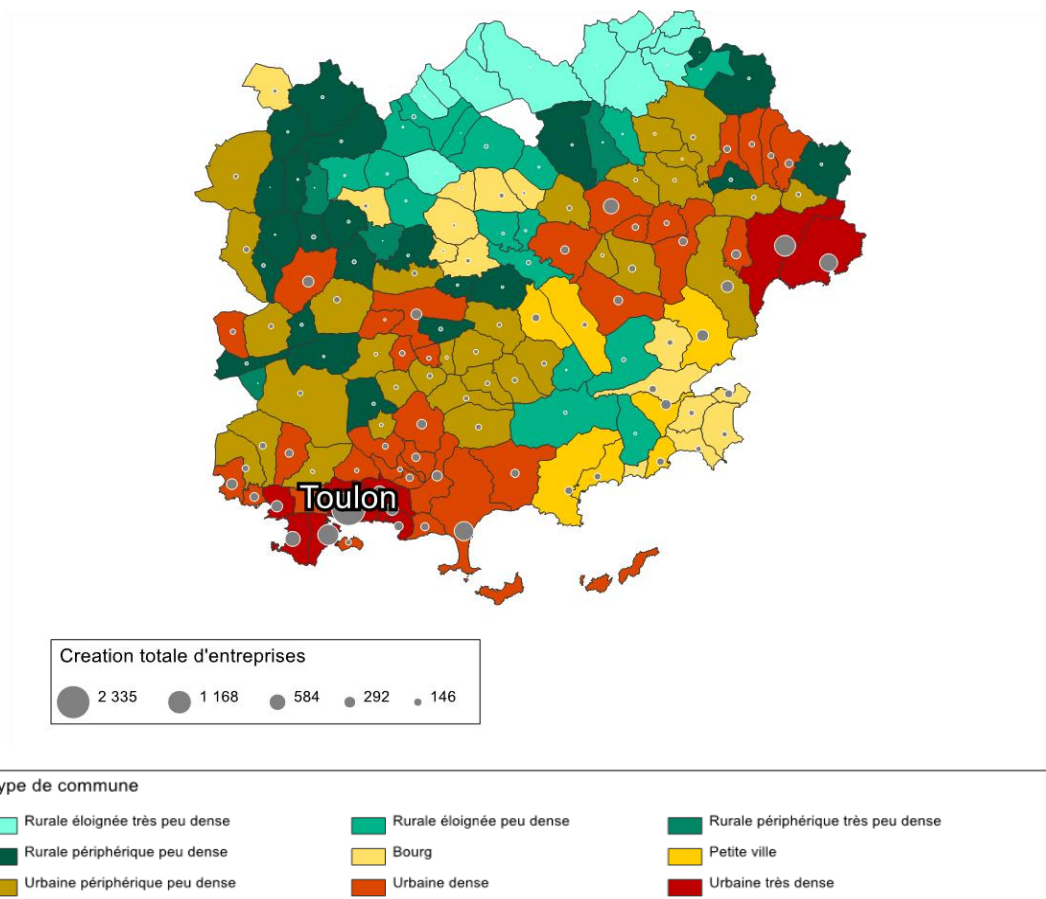 Toulon
Creation totale d'entreprises
2 335 1 168 584 292 146
ype de commune
Rurale éloignée très peu dense Rurale éloignée peu dense Rurale périphérique très peu dense
Rurale périphérique peu dense Bourg Petite ville
Urbaine périphérique peu dense Urbaine dense Urbaine très dense